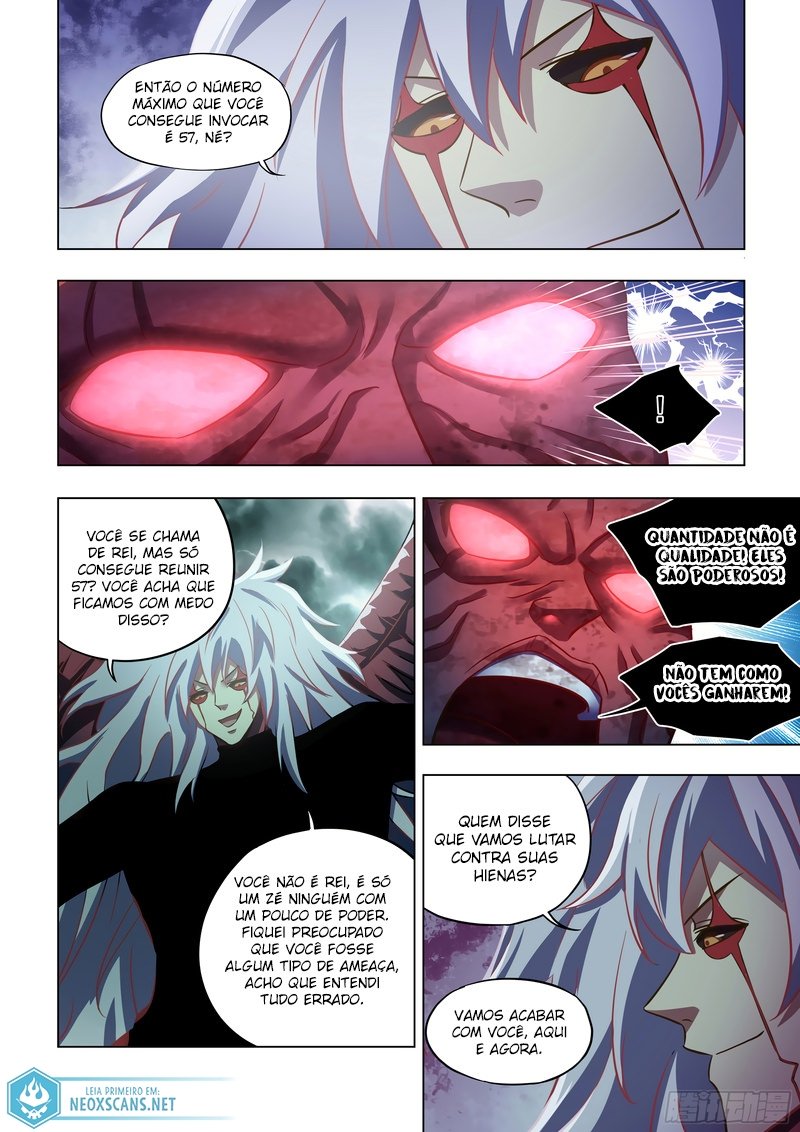 ENTÃO O NÚMERO
MÁXIMO QUE VOCÊ
CONSEGUE INVOCAR
É 57, NÉ?
!
VOCÊ SE CHAMA
DE REI, MAS SÓ
CONSEGUE REUNIR
57? VOCÊ ACHA QUE
FICAMOS COM MEDO
DISSO?
VOCÊ NÃO É REI, É SÓ
UM ZÉ NINGUÉM COM
UM POUCO DE PODER.
FIQUEI PREOCUPADO
QUE VOCÊ FOSSE
ALGUM TIPO DE AMEAÇA,
ACHO QUE ENTENDI
TUDO ERRADO.
QUANTIDADE NÃO É
QUALIDADE! ELES
SÃO PODEROSOS!
NÃO TEM COMO
VOCÊS GANHAREM!
QUEM DISSE
QUE VAMOS LUTAR
CONTRA SUAS
HIENAS?
VAMOS ACABAR
COM VOCÊ, AQUI
E AGORA.
LEIA PRIMEIRO EM:
NEOXSCANS.NET
腾讯动漫